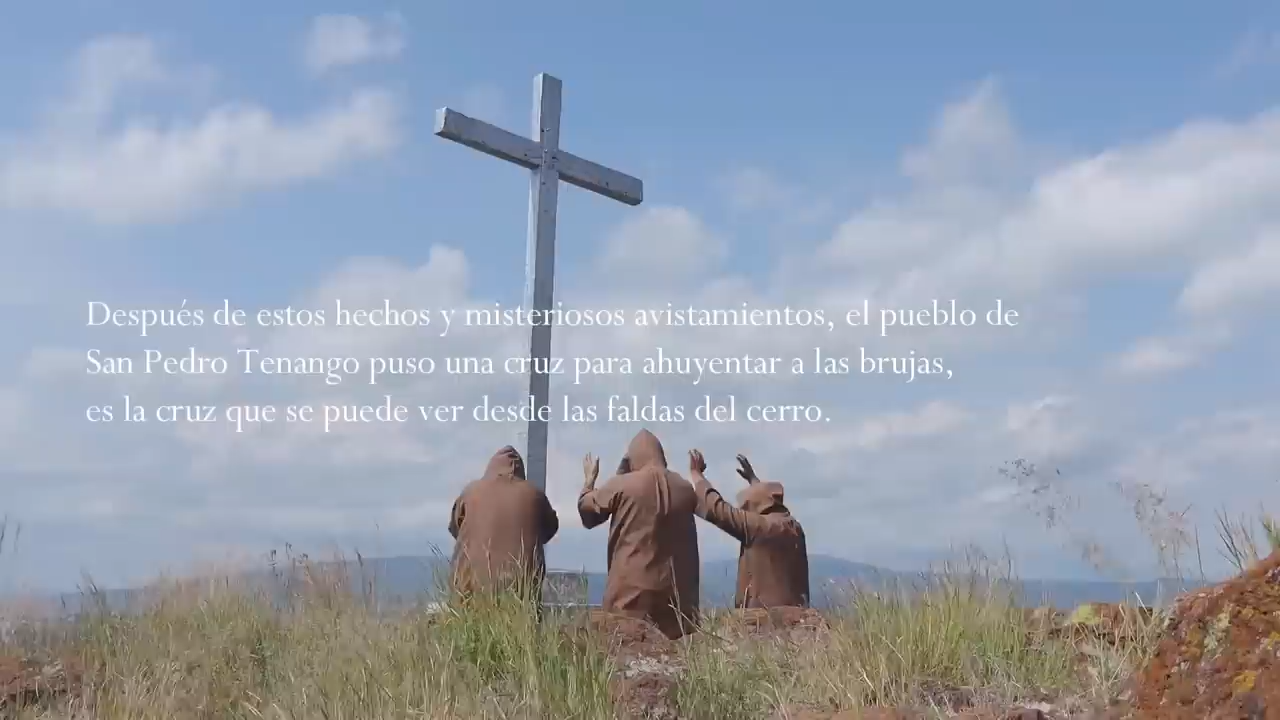 Después de estos hechos y misteriosos avistamientos, el pueblo de
San Pedro Tenango puso una cruz para ahuyentar a las brujas,
es la cruz que se puede ver desde las faldas del cerro.